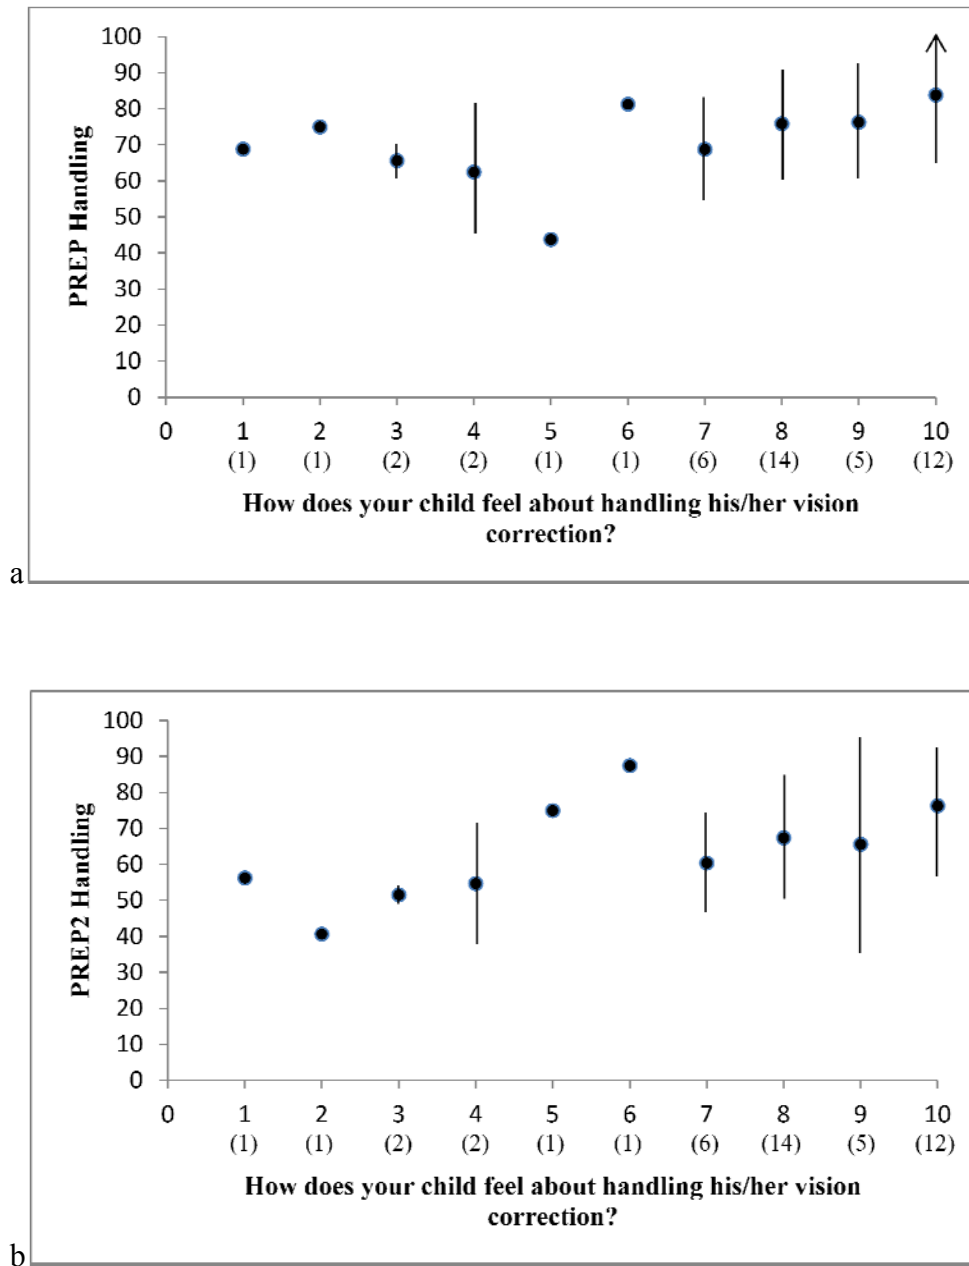 100
90
80
70
60
50
40
30
20
10
0
PREP Handling
0 1 2 3 4 5 6 7 8 9 10
(1) (1) (2) (2) (1) (1) (6) (14) (5) (12)
How does your child feel about handling his/her vision
correction?
a
100
90
80
70
60
50
40
30
20
10
0
PREP2 Handling
0 1 2 3 4 5 6 7 8 9 10
(1) (1) (2) (2) (1) (1) (6) (14) (5) (12)
How does your child feel about handling his/her vision
correction?
b